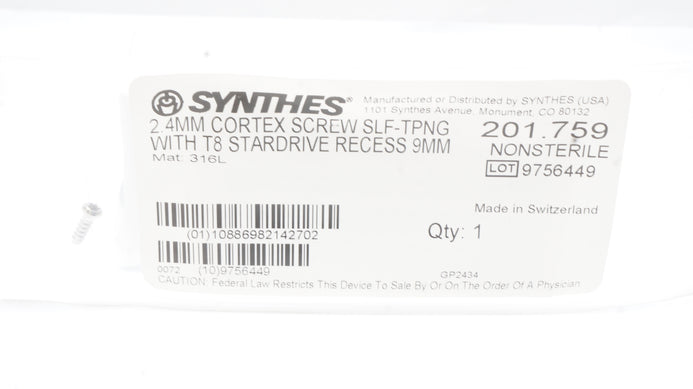 SYNTHES®
Manufactured or Distributed by SYNTHES (USA)
1101 Synthes Avenue, Monument, CO 80132
2.4MM CORTEX SCREW SLF-TPNG
WITH T8 STARDRIVE RECESS 9MM
Mat: 316L
201.759
NONSTERILE
LOT 9756449
Made in Switzerland
(01)10886982142702
Qty: 1
0072 (10)9756449
GP2434
CAUTION: Federal Law Restricts This Device To Sale By Or On The Order Of A Physician